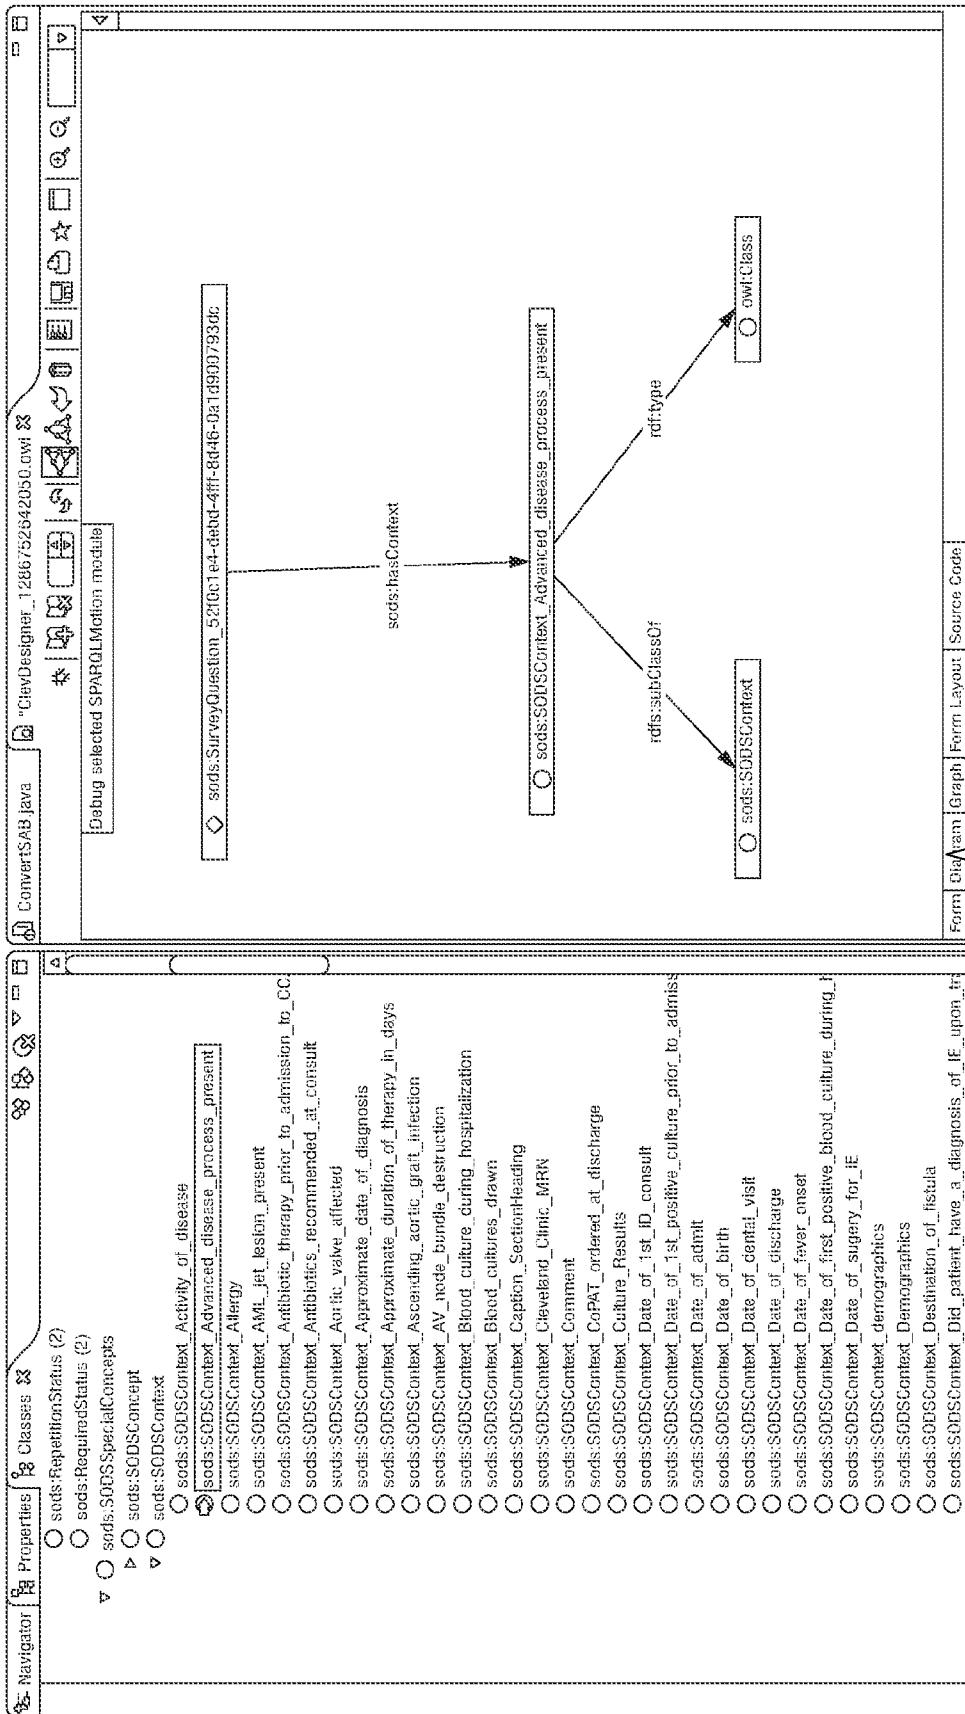 Navigator
Properties
Classes
sods:RepetitionStatus (2)
sods:RequiredStatus (2)
sods:SODSSpecialConcepts
sods:SODSConcept
sods:SODSContext
sods:SODSContext_Activity_of_disease
sods:SODSContext_Advanced_disease_process_present
sods:SODSContext_Allergy
sods:SODSContext_AML_jet_lesion_present
sods:SODSContext_Antibiotic_therapy_prior_to_admission_to_CC
sods:SODSContext_Antibiotics_recommended_at_consult
sods:SODSContext_Aortic_valve_affected
sods:SODSContext_Approximate_date_of_diagnosis
sods:SODSContext_Approximate_duration_of_therapy_in_days
sods:SODSContext_Ascending_aortic_graft_infection
sods:SODSContext_AV_node_bundle_destruction
sods:SODSContext_Blood_culture_during_hospitalization
sods:SODSContext_Blood_cultures_drawn
sods:SODSContext_Caption_SectionHeading
sods:SODSContext_Cleveland_Clinic_MRN
sods:SODSContext_Comment
sods:SODSContext_CoPAT_ordered_at_discharge
sods:SODSContext_Culture_Results
sods:SODSContext_Date_of_1st_ID_consult
sods:SODSContext_Date_of_1st_positive_culture_prior_to_admiss
sods:SODSContext_Date_of_admit
sods:SODSContext_Date_of_birth
sods:SODSContext_Date_of_dental_visit
sods:SODSContext_Date_of_discharge
sods:SODSContext_Date_of_fever_onset
sods:SODSContext_Date_of_first_positive_blood_culture_during_h
sods:SODSContext_Date_of_sugery_for_IE
sods:SODSContext_demographics
sods:SODSContext_Demographics
sods:SODSContext_Destination_of_fistula
sods:SODSContext_Did_patient_have_a_diagnosis_of_IE_upon_tr
ConvertSAB.java
"ClevDesigner_1286752642050.owl
Debug selected SPARQLMotion module
sods:SurveyQuestion_52f0c1e4-debd-4fff-8d46-0a1d900793dc
sods:hasContext
sods:SODSContext_Advanced_disease_process_present
rdfs:subClassOf
rdf:type
sods:SODSContext
owl:Class
Form
Diagram
Graph
Form Layout
Source Code